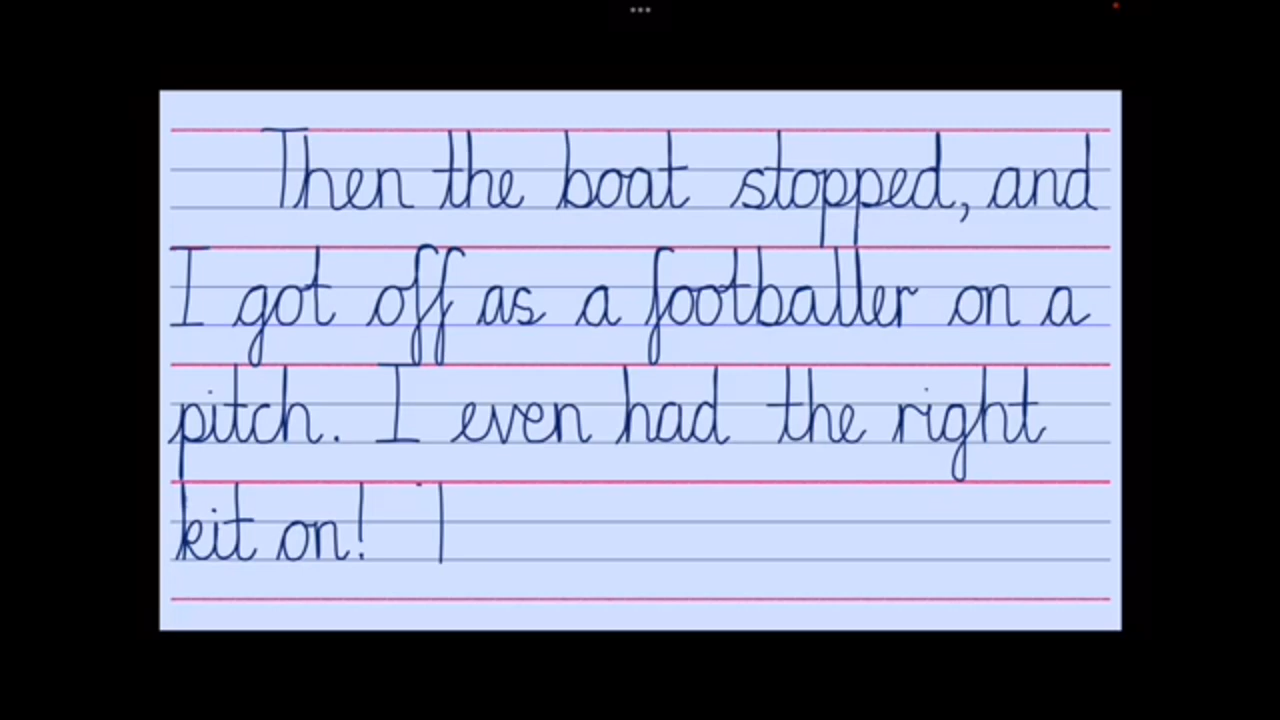 Then the boat stopped, and
I got off as a footballer on a
pitch. I even had the right
kit on!